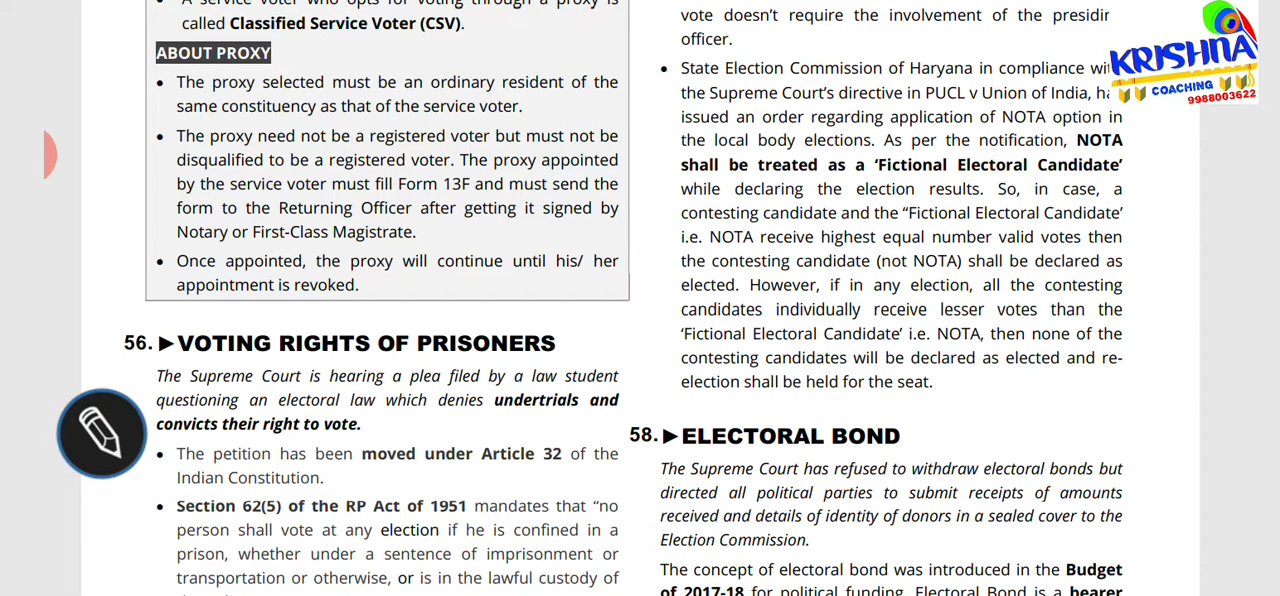 A service voter who opts for voting through a proxy is
called Classified Service Voter (CSV).
ABOUT PROXY
• The proxy selected must be an ordinary resident of the
same constituency as that of the service voter.
• The proxy need not be a registered voter but must not be
disqualified to be a registered voter. The proxy appointed
by the service voter must fill Form 13F and must send the
form to the Returning Officer after getting it signed by
Notary or First-Class Magistrate.
• Once appointed, the proxy will continue until his/ her
appointment is revoked.
56. ►VOTING RIGHTS OF PRISONERS
The Supreme Court is hearing a plea filed by a law student
questioning an electoral law which denies undertrials and
convicts their right to vote.
• The petition has been moved under Article 32 of the
Indian Constitution.
• Section 62(5) of the RP Act of 1951 mandates that “no
person shall vote at any election if he is confined in a
prison, whether under a sentence of imprisonment or
transportation or otherwise, or is in the lawful custody of
vote doesn’t require the involvement of the
officer.
• State Election Commission of Haryana in compliance
the Supreme Court’s directive in PUCL v Union of India,
issued an order regarding application of NOTA option in
the local body elections. As per the notification, NOTA
shall be treated as a ‘Fictional Electoral Candidate’
while declaring the election results. So, in case, a
contesting candidate and the “Fictional Electoral Candidate’
i.e. NOTA receive highest equal number valid votes then
the contesting candidate (not NOTA) shall be declared as
elected. However, if in any election, all the contesting
candidates individually receive lesser votes than the
‘Fictional Electoral Candidate’ i.e. NOTA, then none of the
contesting candidates will be declared as elected and re-
election shall be held for the seat.
58. ►ELECTORAL BOND
The Supreme Court has refused to withdraw electoral bonds but
directed all political parties to submit receipts of amounts
received and details of identity of donors in a sealed cover to the
Election Commission.
The concept of electoral bond was introduced in the Budget
of 2017-18 for political funding. Electoral Bond is a bearer
KRISHNA
COACHING
9988003622